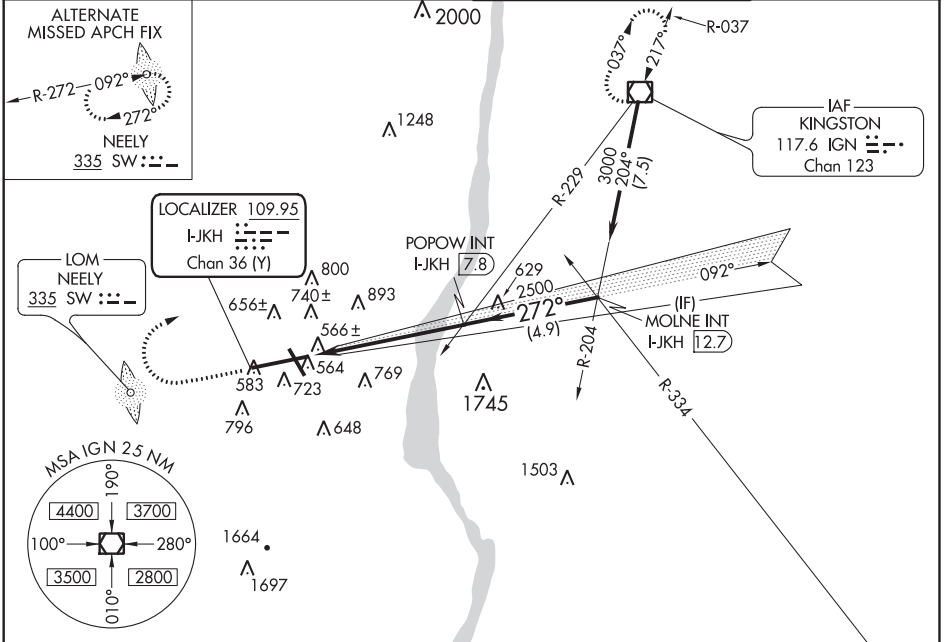 ALTERNATE
MISSED APCH FIX
R-272
092°
272°
NEELY
335 SW
2000
1248
R-037
037°
217°
IAF
KINGSTON
117.6 IGN
Chan 123
3000
204°
(7.5)
R-229
LOCALIZER 109.95
I-JKH
Chan 36 (Y)
POPOW INT
I-JKH 7.8
LOM
NEELY
335 SW
800
656±
740±
893
629
2500
272°
(4.9)
092°
(IF)
MOLNE INT
I-JKH 12.7
566±
564
583
723
769
796
648
1745
R-204
R-334
1503
MSA IGN 25 NM
190°
4400
3700
100°
280°
3500
2800
010°
1664
1697